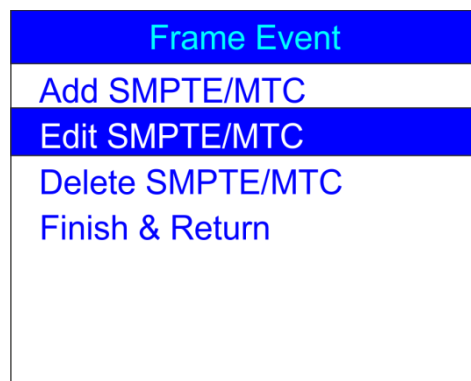 Frame Event
Add SMPTE/MTC
Edit SMPTE/MTC
Delete SMPTE/MTC
Finish & Return